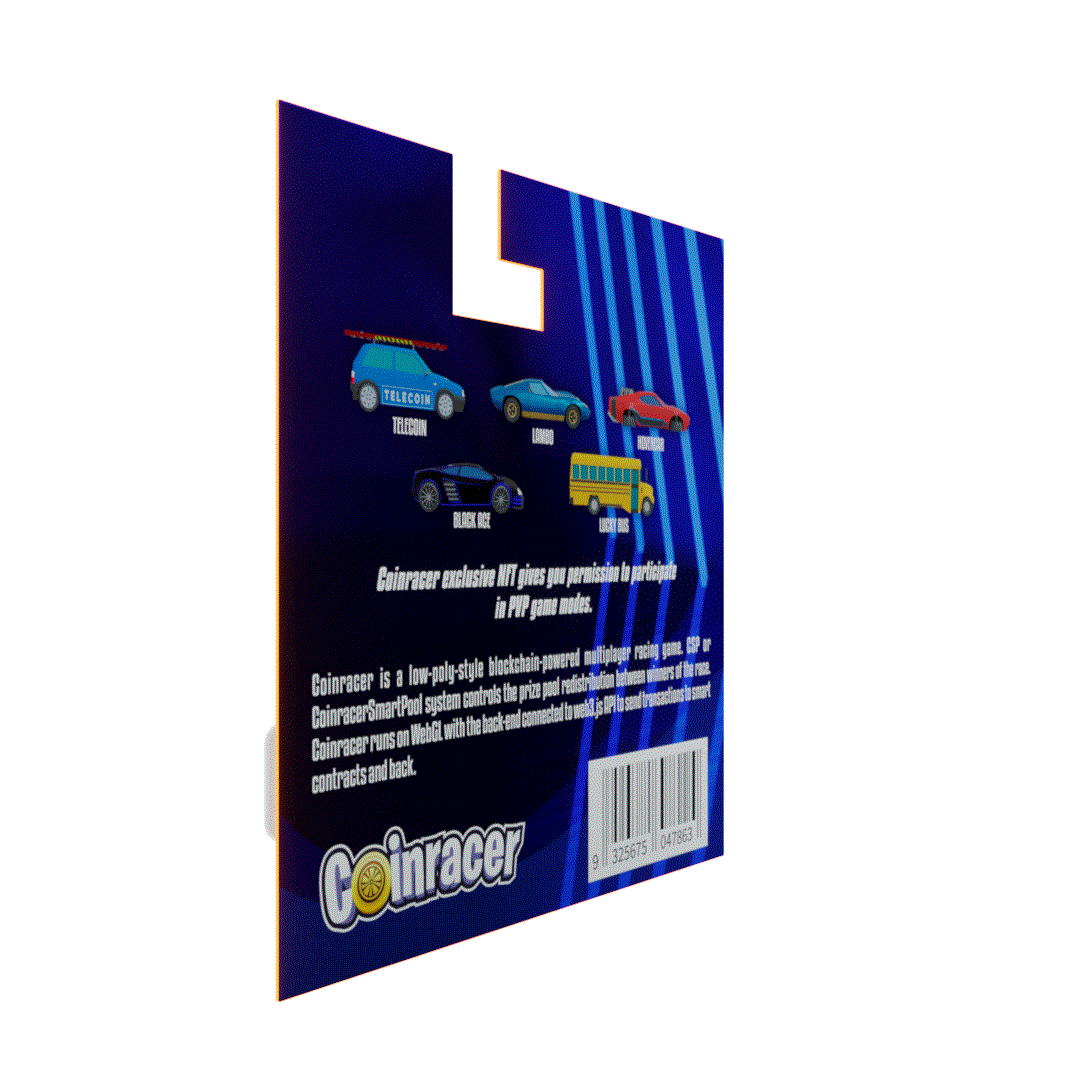 TELECOIN
TELECOIN
LAMBO
BLACK ACE
LUCKY BUS
Coinracer exclusive NFT gives you permission to participate
in PVP game modes.
Coinracer is a low-poly-style blockchain-powered multiplayer racing game. CSP or
CoinracerSmartPool system controls the prize pool redistribution between winners of the race.
Coinracer runs on WebGL with the back-end connected to web3.js API to send transactions to smart
contracts and back.
Coinracer
9 325675 047863